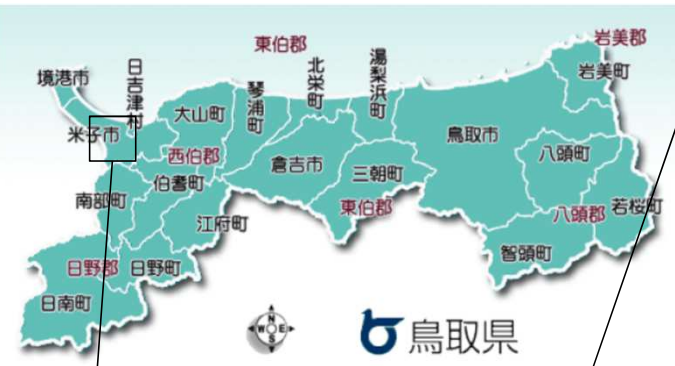 岩美郡
東伯郡
境港市
日吉津村
北栄町
湯梨浜町
岩美町
大山町
琴浦町
米子市
鳥取市
西伯郡
倉吉市
三朝町
八頭町
伯耆町
南部町
江府町
東伯郡
八頭郡
若桜町
日野郡
日野町
智頭町
日南町
N
W E
S
鳥取県